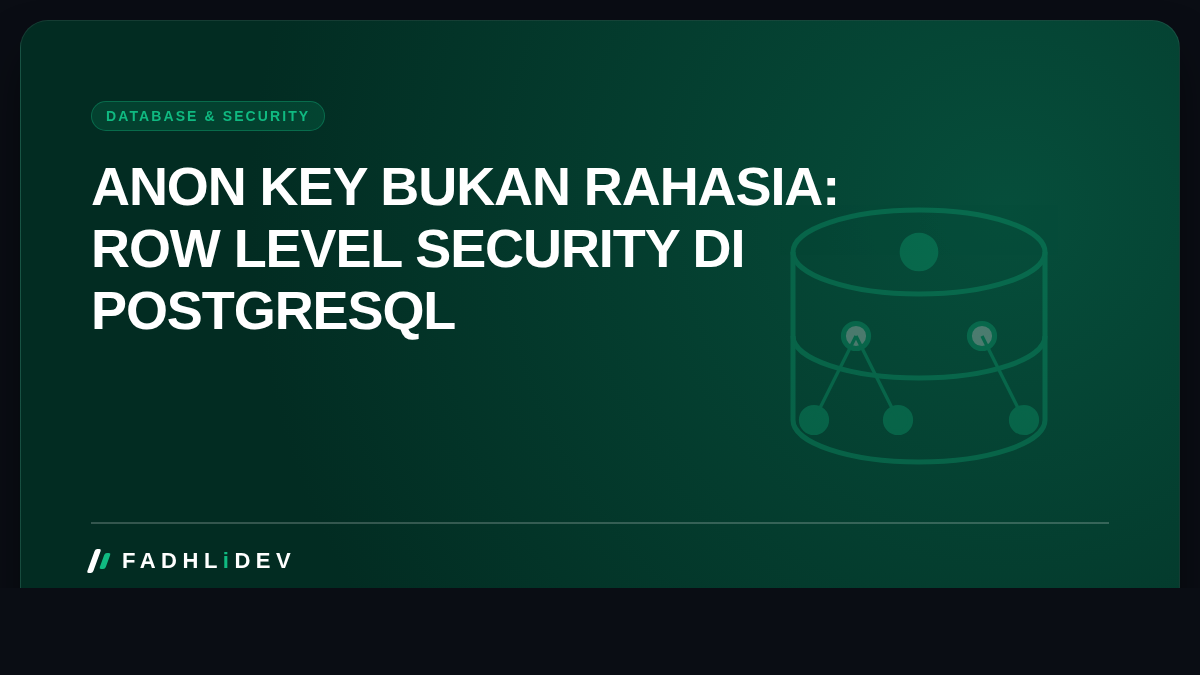 DATABASE & SECURITY
ANON KEY BUKAN RAHASIA:
ROW LEVEL SECURITY DI
POSTGRESQL
FADHLiDEV